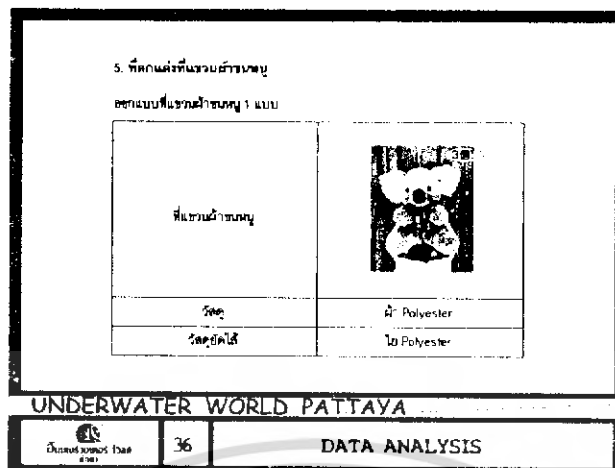 5. ที่ตกแต่งที่แขวนผ้าขนหนู
ออกแบบที่แขวนผ้าขนหนู 1 แบบ
ที่แขวนผ้าขนหนู
วัสดุ
ผ้า Polyester
วัสดุยัดไส้
ใย Polyester
UNDERWATER WORLD PATTAYA
36
DATA ANALYSIS